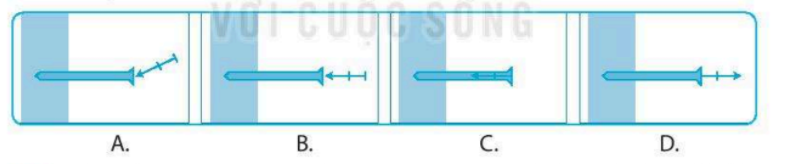 VỚI CUỘC SỐNG
A. B. C. D.